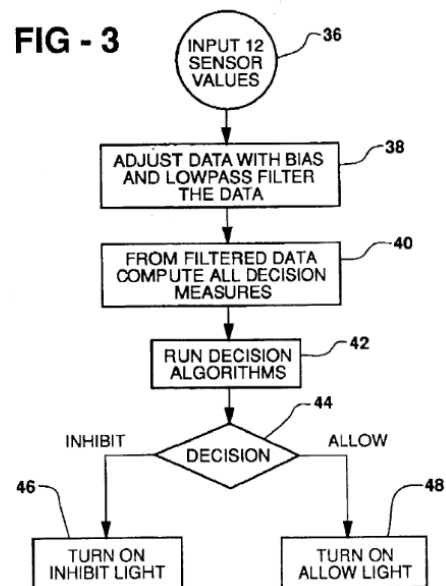 FIG - 3
INPUT 12
SENSOR
VALUES
36
ADJUST DATA WITH BIAS
AND LOWPASS FILTER
THE DATA
38
FROM FILTERED DATA
COMPUTE ALL DECISION
MEASURES
40
RUN DECISION
ALGORITHMS
42
44
INHIBIT
DECISION
ALLOW
46
TURN ON
INHIBIT LIGHT
48
TURN ON
ALLOW LIGHT